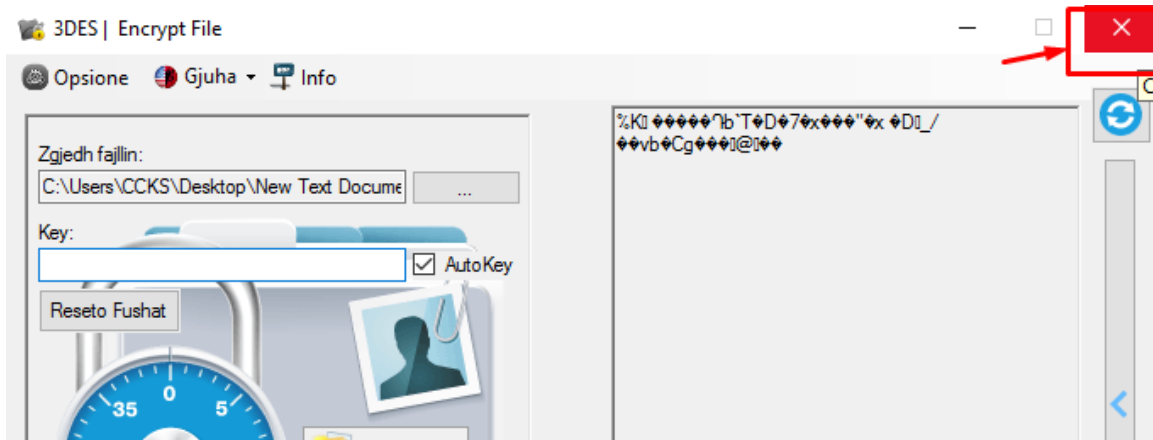 3DES | Encrypt File
Opsione Gjuha Info
Zgjedh fajllin:
C:\Users\CCKS\Desktop\New Text Docume
...
Key:
AutoKey
Reseto Fushat
35 0 5